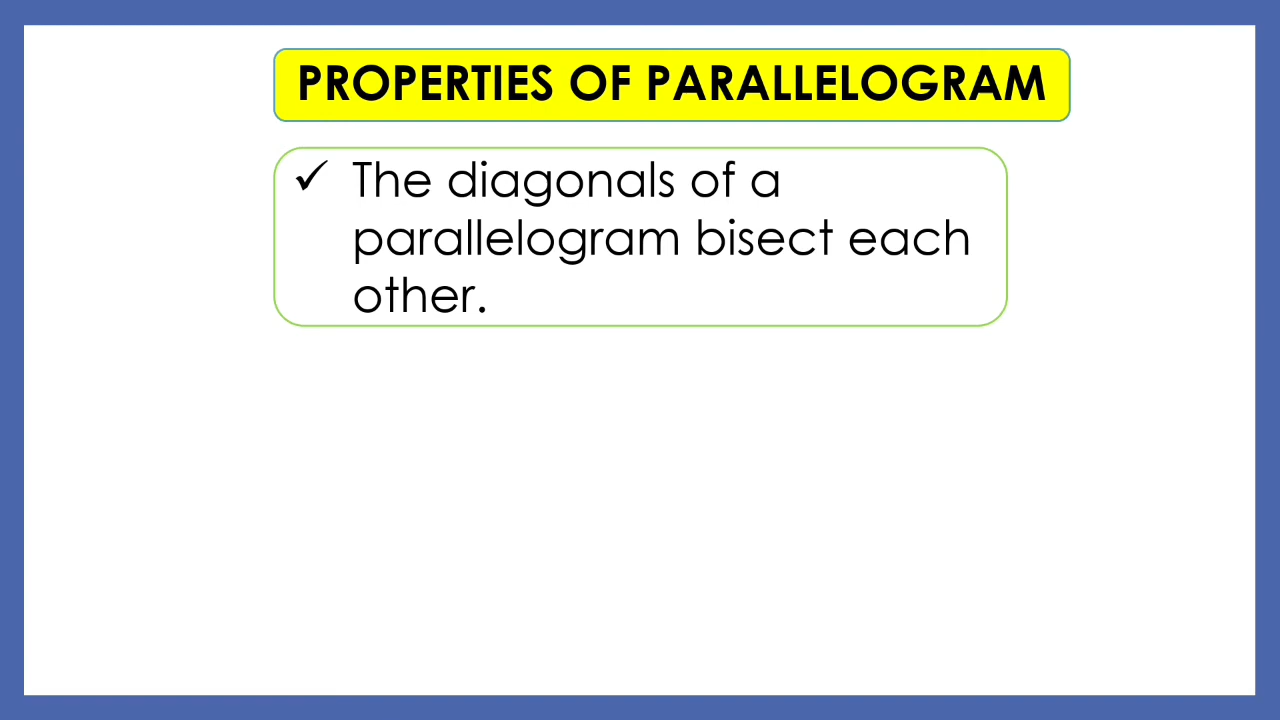 PROPERTIES OF PARALLELOGRAM
✓ The diagonals of a
parallelogram bisect each
other.